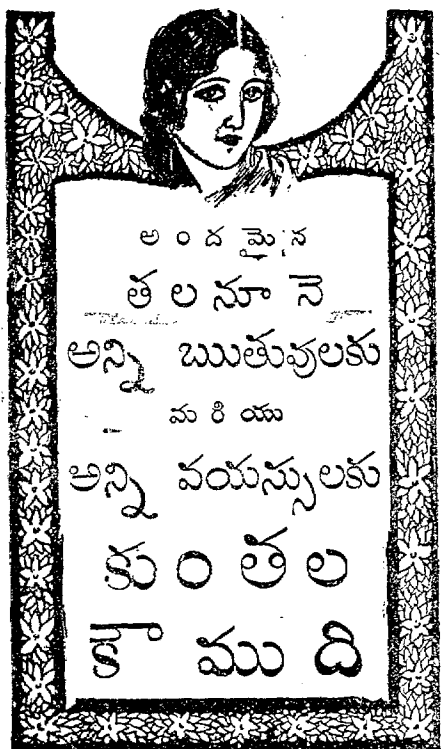 అందమైన
తలనూనె
అన్ని ఋతువులకు
మరియు
అన్ని వయస్సులకు
కుంతల
కౌముది